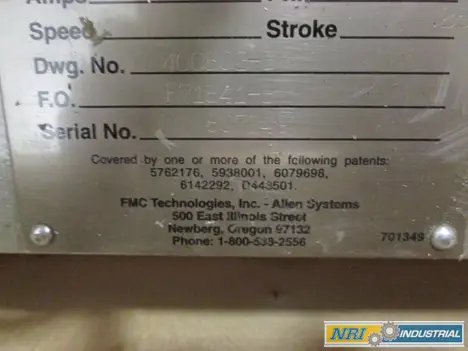 Speed Stroke
Dwg. No.
F.O.
Serial No.
Covered by one or more of the following patents:
5762176, 5938001, 6079698,
6142292, D443501.
FMC Technologies, Inc. - Allen Systems
500 East Illinois Street
Newberg, Oregon 97132
Phone: 1-800-533-2556
701349
NRI INDUSTRIAL